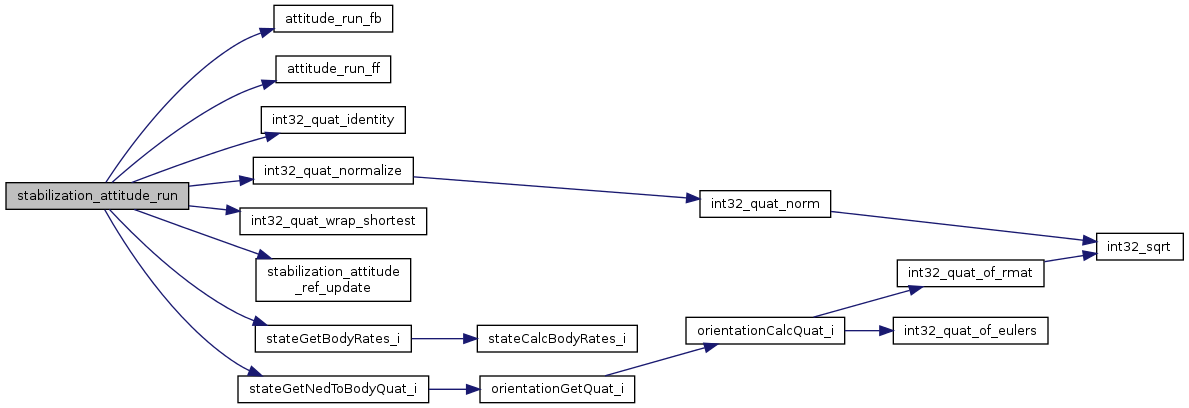 attitude_run_fb
attitude_run_ff
int32_quat_identity
int32_quat_normalize
stabilization_attitude_run
int32_quat_norm
int32_quat_wrap_shortest
int32_sqrt
stabilization_attitude
_ref_update
int32_quat_of_rmat
orientationCalcQuat_i
int32_quat_of_eulers
stateGetBodyRates_i
stateCalcBodyRates_i
stateGetNedToBodyQuat_i
orientationGetQuat_i